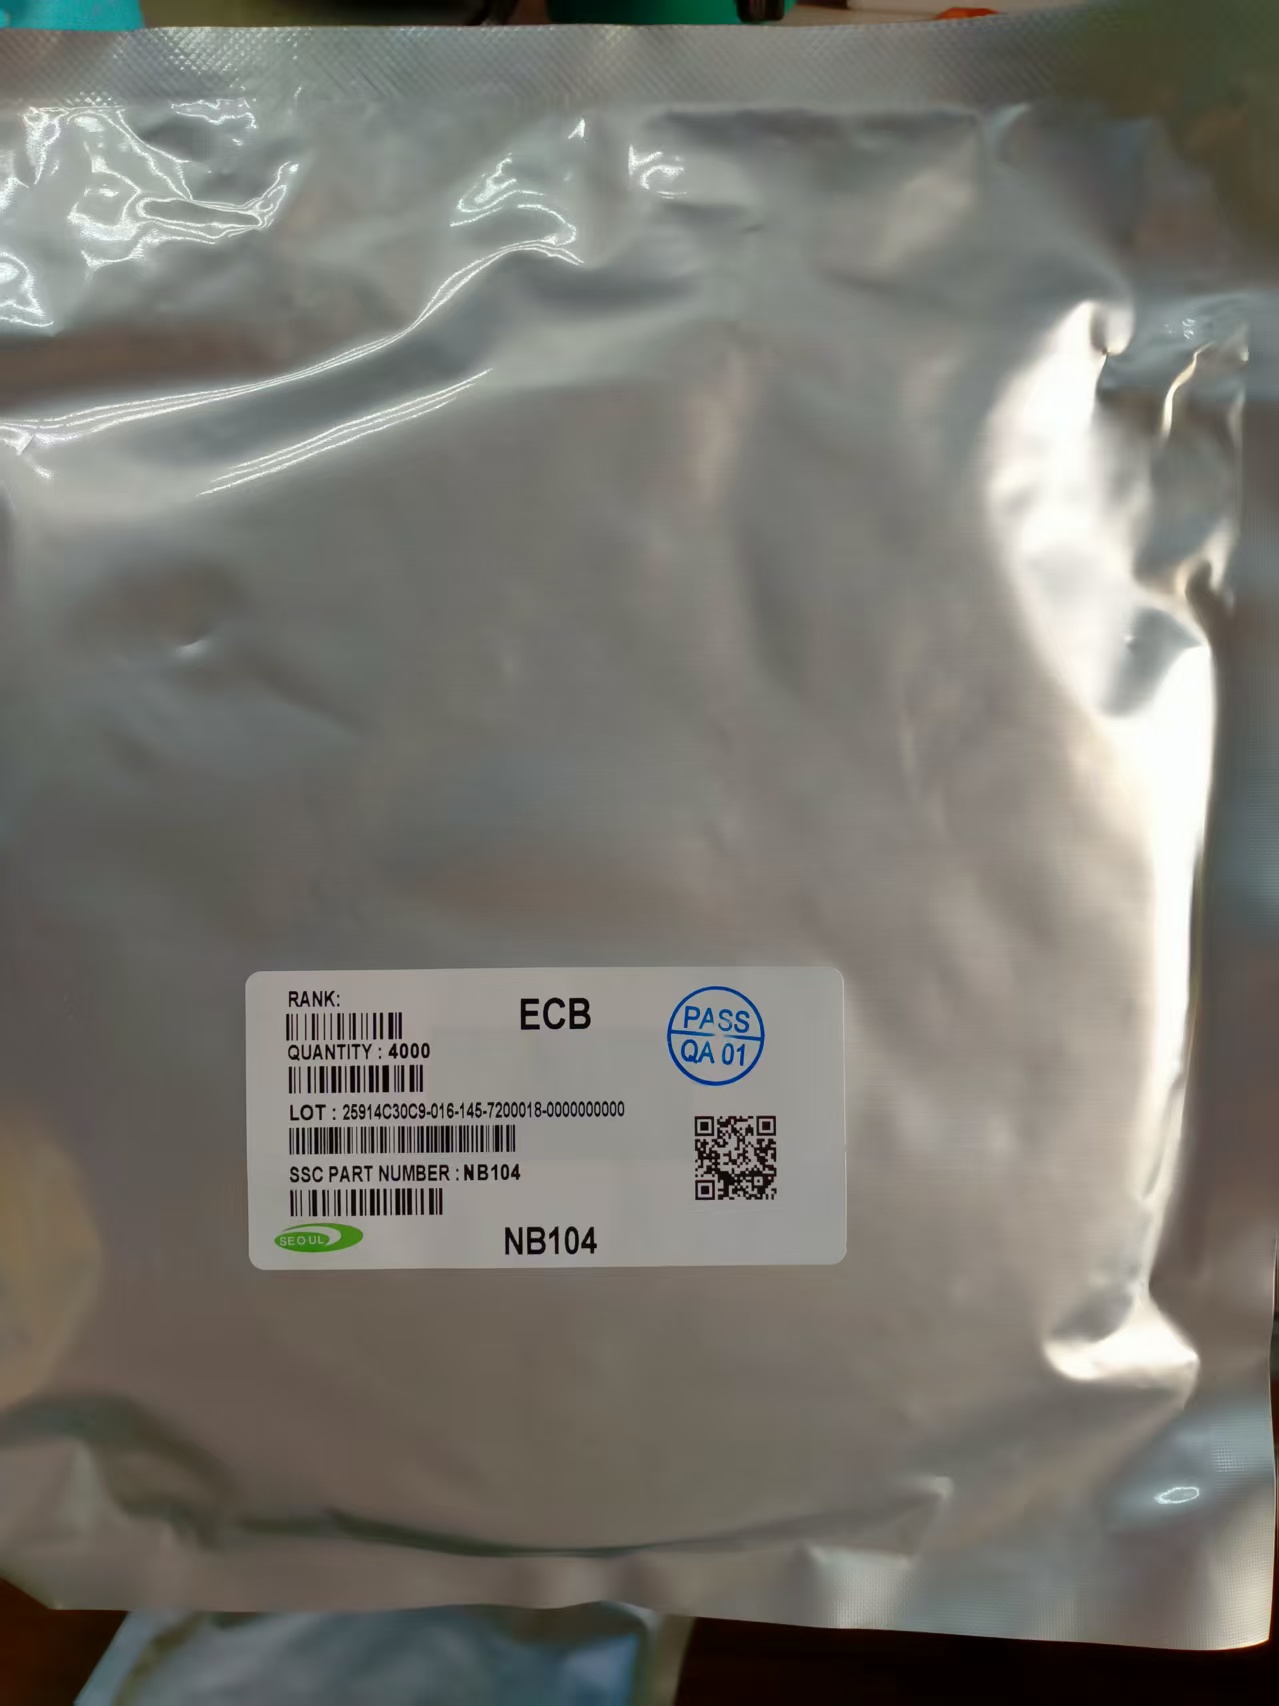 RANK:
ECB
PASS
QA 01
QUANTITY : 4000
LOT : 25914C30C9-016-145-7200018-0000000000
SSC PART NUMBER : NB104
SEOUL
NB104